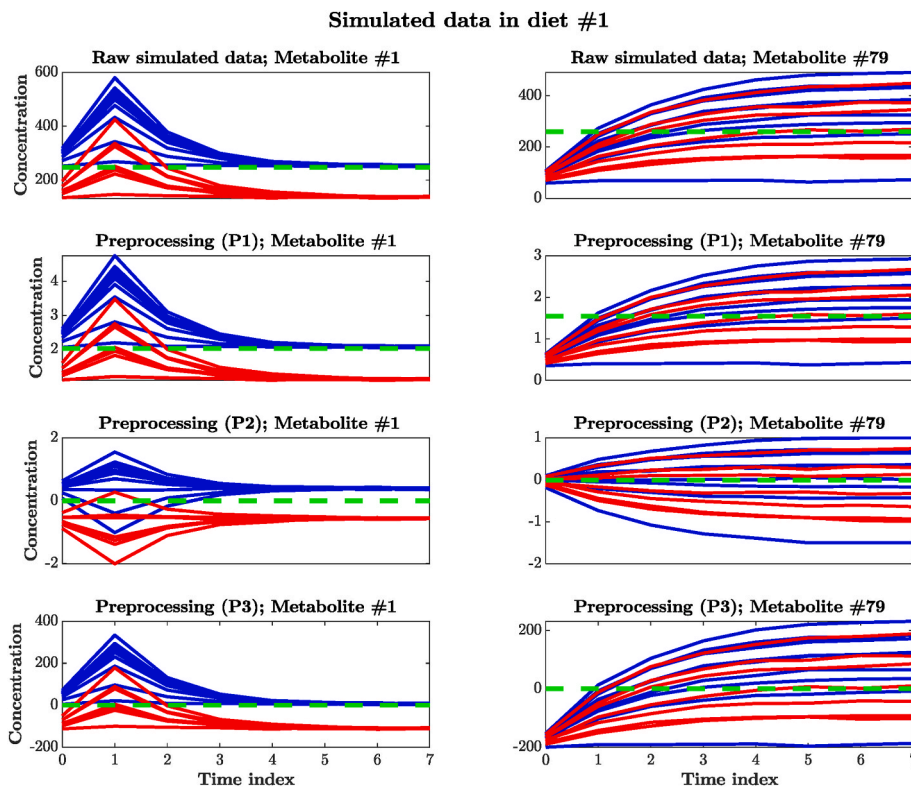 Simulated data in diet #1
Raw simulated data; Metabolite #1
Raw simulated data; Metabolite #79
Concentration
600
400
200
400
200
0
Preprocessing (P1); Metabolite #1
Preprocessing (P1); Metabolite #79
Concentration
4
3
2
3
2
1
0
Preprocessing (P2); Metabolite #1
Preprocessing (P2); Metabolite #79
Concentration
2
0
-2
1
0
-1
-2
Preprocessing (P3); Metabolite #1
Preprocessing (P3); Metabolite #79
Concentration
400
200
0
-200
0 1 2 3 4 5 6 7
Time index
200
0
-200
0 1 2 3 4 5 6 7
Time index